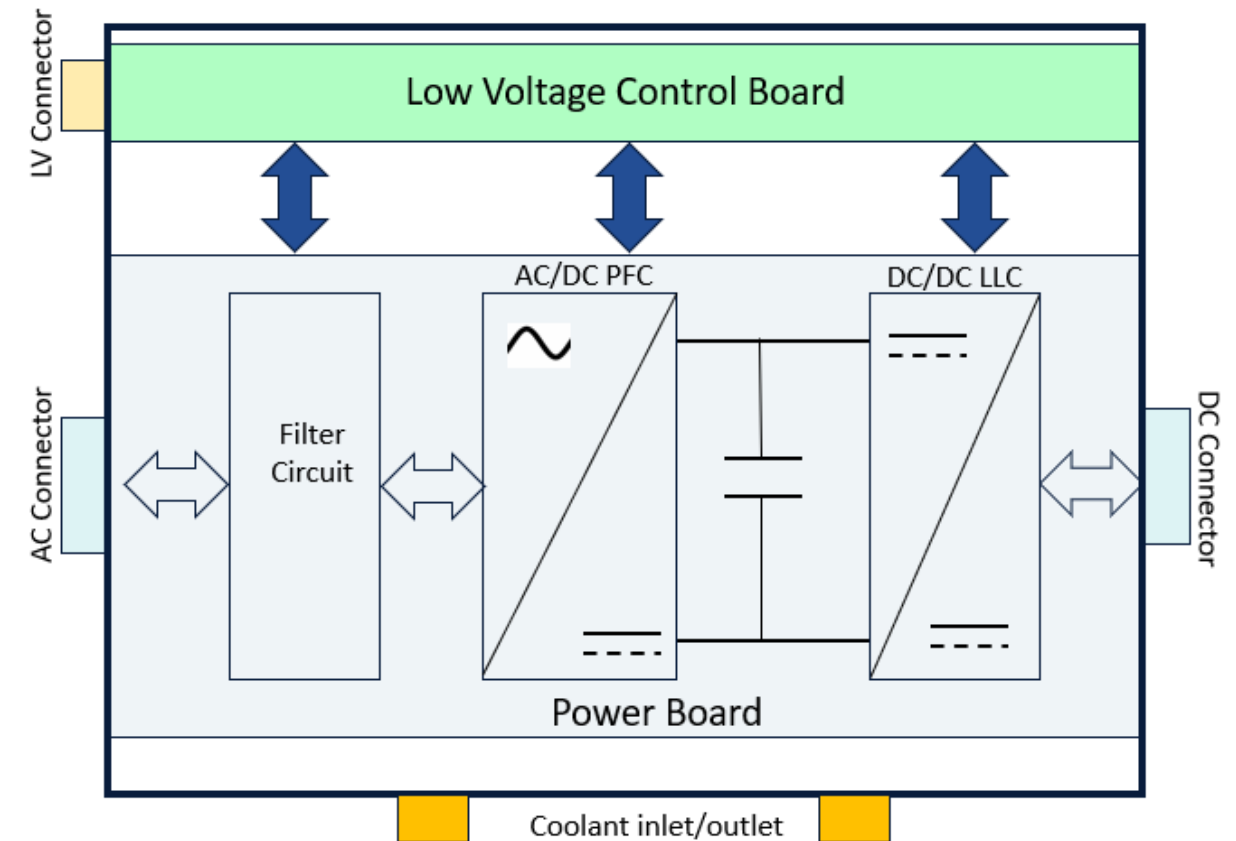 LV Connector
Low Voltage Control Board
AC/DC PFC
DC/DC LLC
AC Connector
Filter
Circuit
DC Connector
Power Board
Coolant inlet/outlet